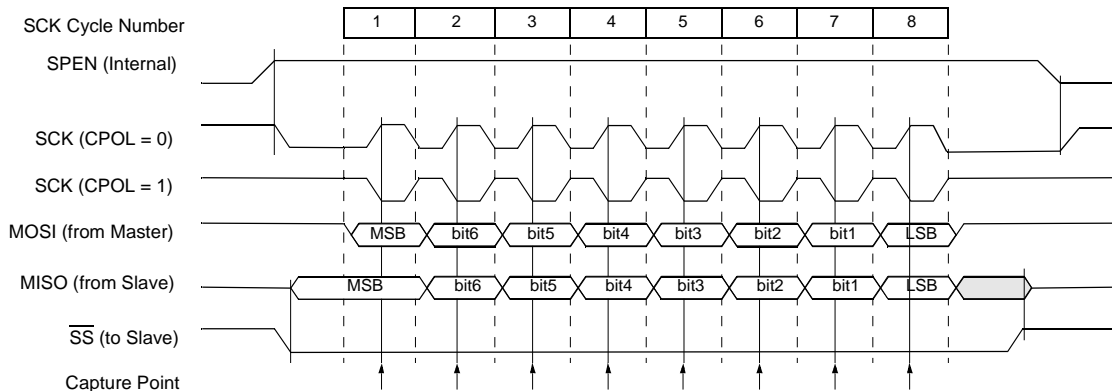 SCK Cycle Number 1 2 3 4 5 6 7 8
SPEN (Internal)
SCK (CPOL = 0)
SCK (CPOL = 1)
MOSI (from Master) MSB bit6 bit5 bit4 bit3 bit2 bit1 LSB
MISO (from Slave) MSB bit6 bit5 bit4 bit3 bit2 bit1 LSB
S̅S̅ (to Slave)
Capture Point